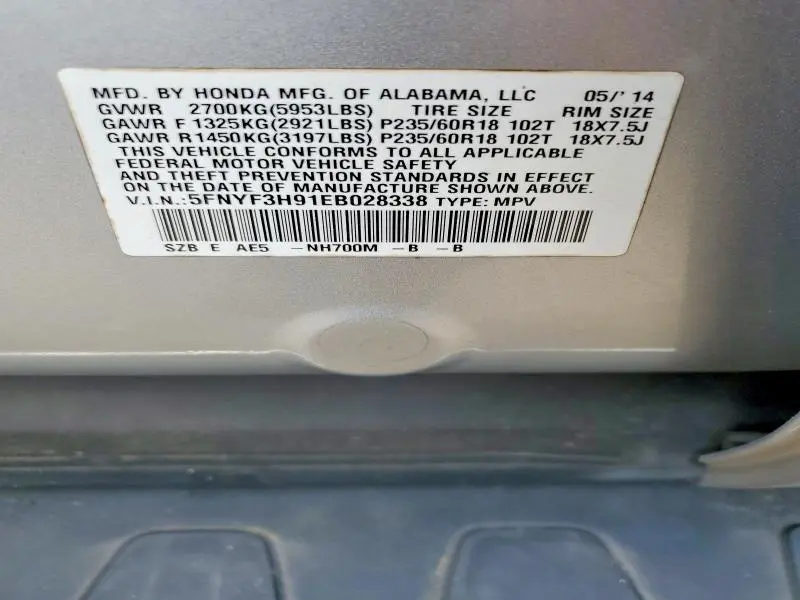 MFD. BY HONDA MFG. OF ALABAMA, LLC 05/'14
GVWR 2700KG(5953LBS) TIRE SIZE RIM SIZE
GAWR F 1325KG(2921LBS) P235/60R18 102T 18X7.5J
GAWR R1450KG(3197LBS) P235/60R18 102T 18X7.5J
THIS VEHICLE CONFORMS TO ALL APPLICABLE
FEDERAL MOTOR VEHICLE SAFETY
AND THEFT PREVENTION STANDARDS IN EFFECT
ON THE DATE OF MANUFACTURE SHOWN ABOVE.
V.I.N.:5FNYF3H91EB028338 TYPE: MPV
SZB E AE5 -NH700M -B -B